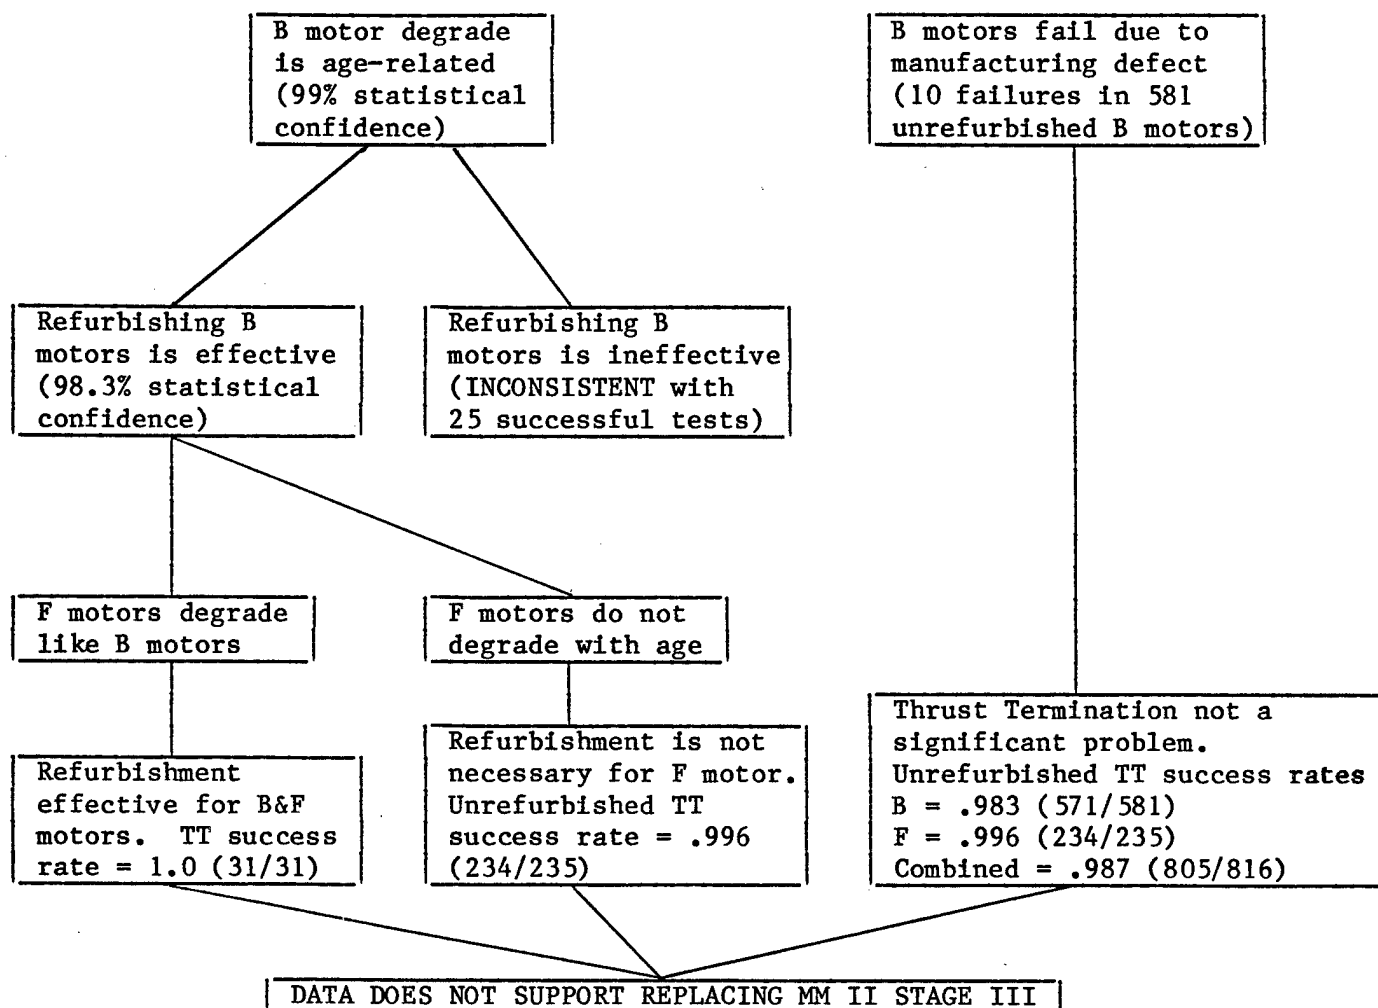 B motor degrade
is age-related
(99% statistical
confidence)
B motors fail due to
manufacturing defect
(10 failures in 581
unrefurbished B motors)
Refurbishing B
motors is effective
(98.3% statistical
confidence)
Refurbishing B
motors is ineffective
(INCONSISTENT with
25 successful tests)
F motors degrade
like B motors
F motors do not
degrade with age
Refurbishment
effective for B&F
motors. TT success
rate = 1.0 (31/31)
Refurbishment is not
necessary for F motor.
Unrefurbished TT
success rate = .996
(234/235)
Thrust Termination not a
significant problem.
Unrefurbished TT success rates
B = .983 (571/581)
F = .996 (234/235)
Combined = .987 (805/816)
DATA DOES NOT SUPPORT REPLACING MM II STAGE III